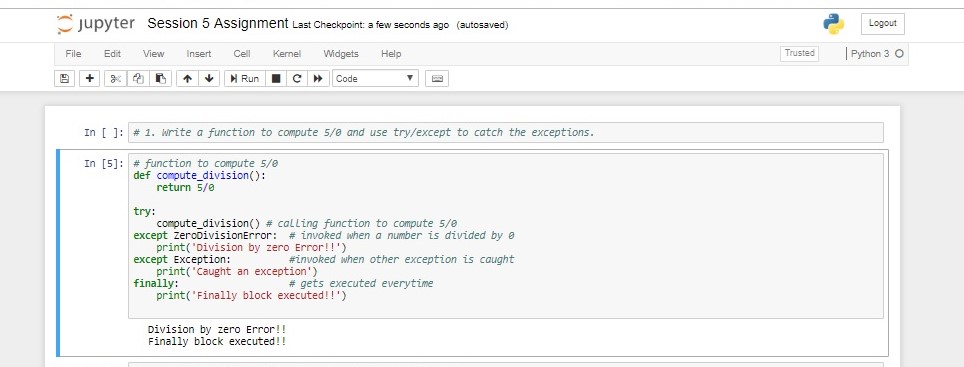 jupyter Session 5 Assignment Last Checkpoint: a few seconds ago (autosaved) Logout
File Edit View Insert Cell Kernel Widgets Help Trusted Python 3
Run Code
In [ ]: # 1. Write a function to compute 5/0 and use try/except to catch the exceptions.
In [5]: # function to compute 5/0
def compute_division():
    return 5/0
try:
    compute_division() # calling function to compute 5/0
except ZeroDivisionError: # invoked when a number is divided by 0
    print('Division by zero Error!!')
except Exception: #invoked when other exception is caught
    print('Caught an exception')
finally: # gets executed everytime
    print('Finally block executed!!')
Division by zero Error!!
Finally block executed!!